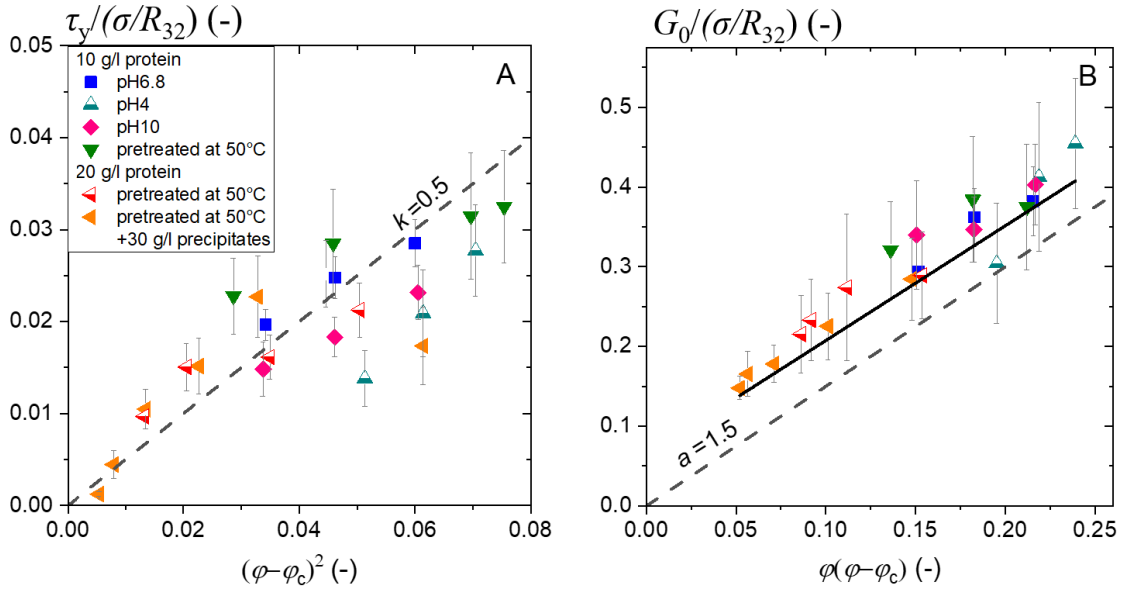 τy/(σ/R32) (-)
0.05
0.04
0.03
0.02
0.01
0.00
10 g/l protein
pH6.8
pH4
pH10
pretreated at 50°C
20 g/l protein
pretreated at 50°C
pretreated at 50°C
+30 g/l precipitates
A
k=0.5
0.00 0.02 0.04 0.06 0.08
(φ−φc)2 (-)
G0/(σ/R32) (-)
B
0.5
0.4
0.3
0.2
0.1
0.0
a =1.5
0.00 0.05 0.10 0.15 0.20 0.25
φ(φ−φc) (-)